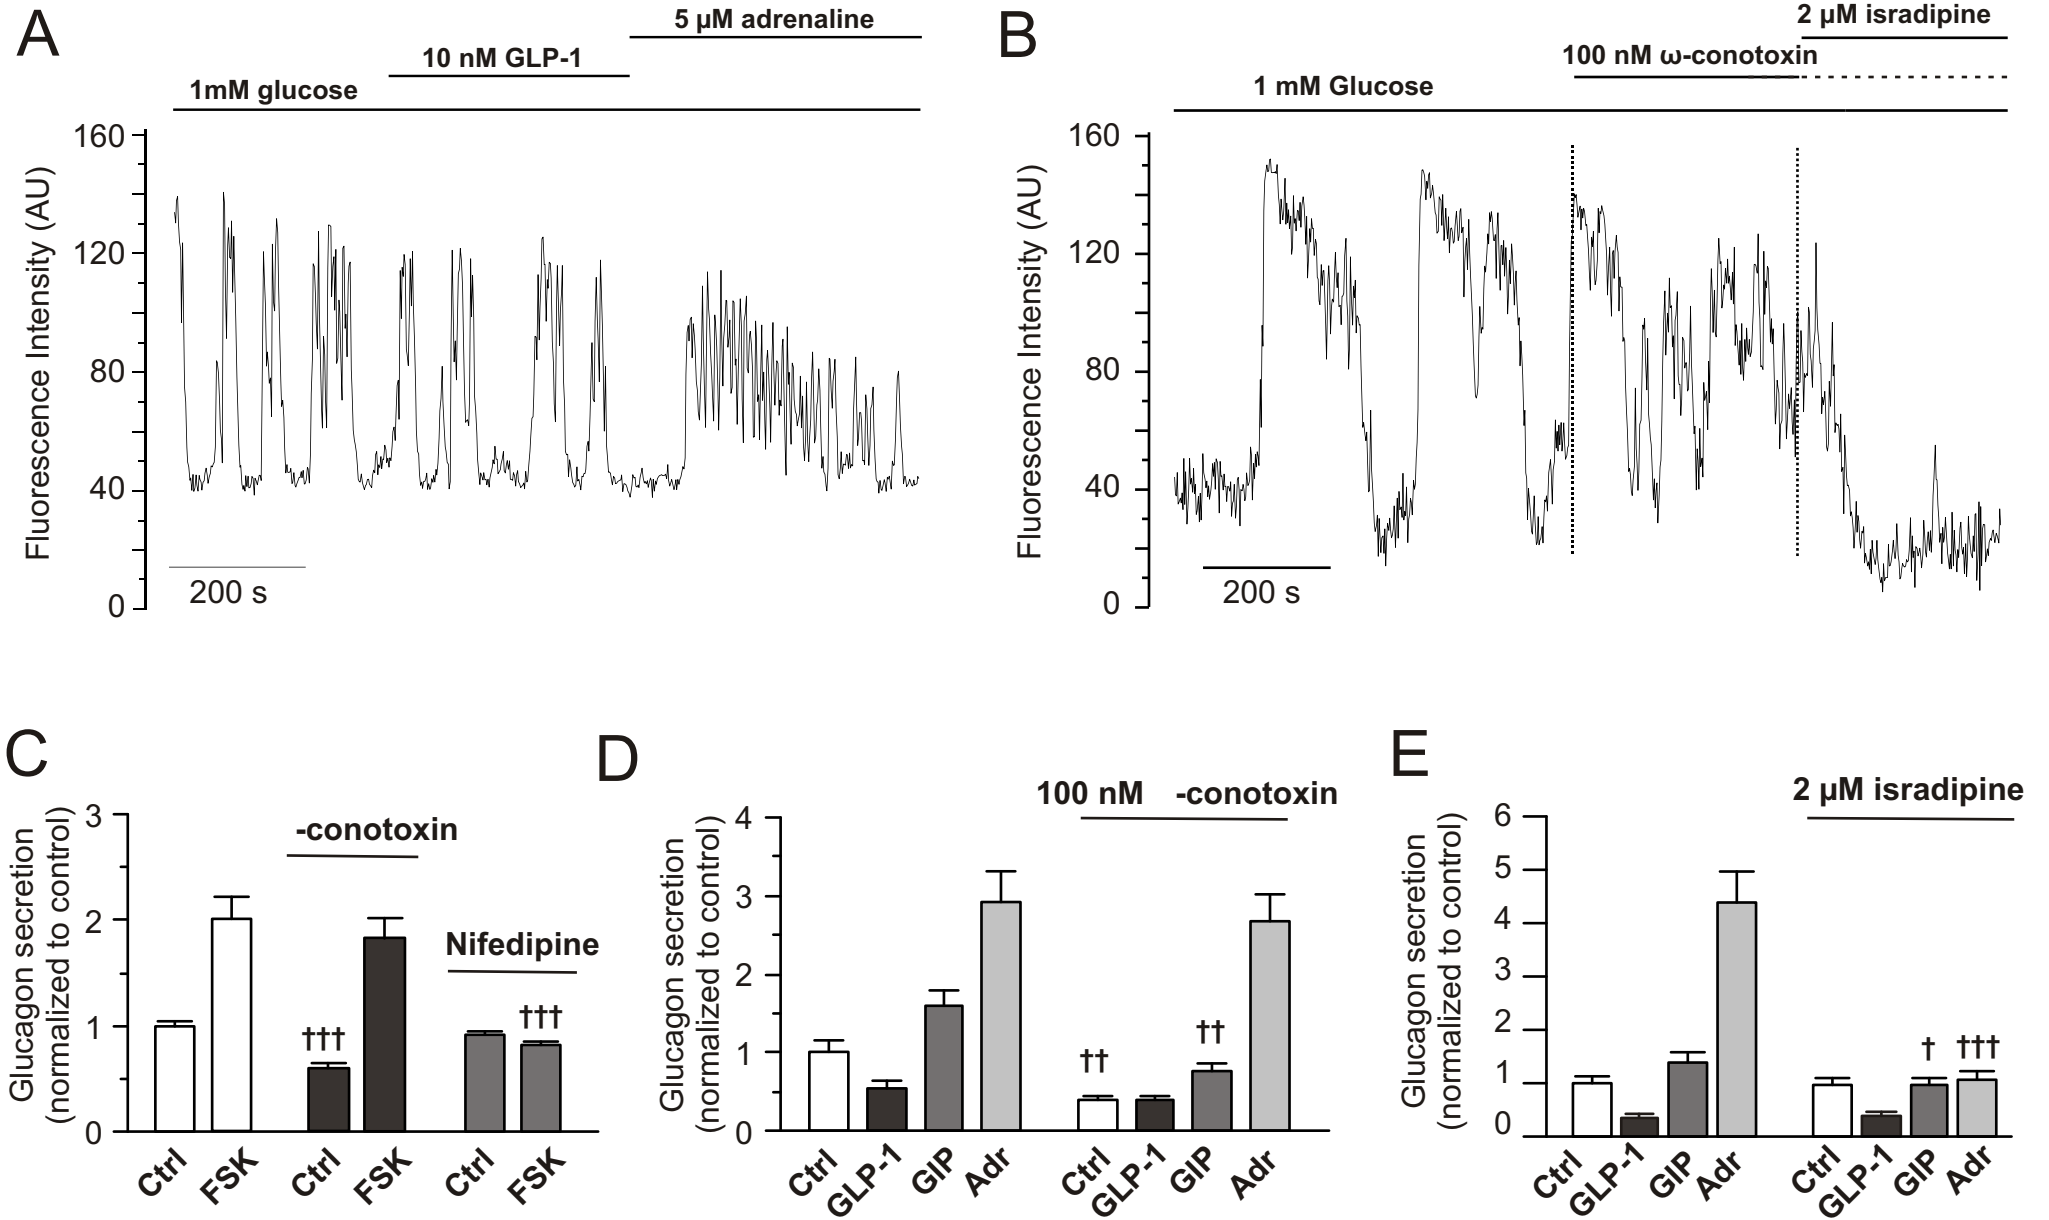 A
5 µM adrenaline
10 nM GLP-1
1mM glucose
160
120
80
40
0
Fluorescence Intensity (AU)
200 s
B
2 µM isradipine
100 nM ω-conotoxin
1 mM Glucose
160
120
80
40
0
Fluorescence Intensity (AU)
200 s
C
Glucagon secretion
(normalized to control)
3
2
1
0
-conotoxin
Nifedipine
†††
†††
Ctrl
FSK
Ctrl
FSK
Ctrl
FSK
D
Glucagon secretion
(normalized to control)
4
3
2
1
0
100 nM -conotoxin
††
††
Ctrl
GLP-1
GIP
Adr
Ctrl
GLP-1
GIP
Adr
E
Glucagon secretion
(normalized to control)
6
5
4
3
2
1
0
2 µM isradipine
†
†††
Ctrl
GLP-1
GIP
Adr
Ctrl
GLP-1
GIP
Adr